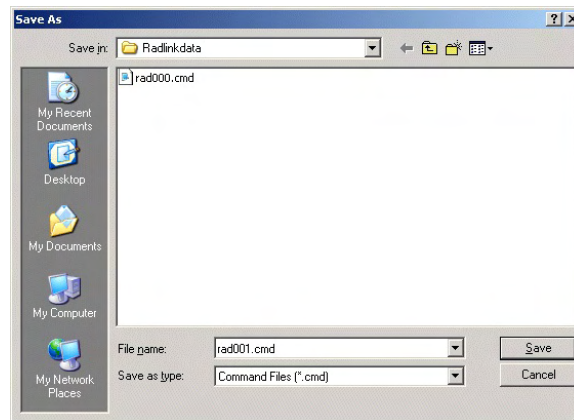 Save As
Save in: Radlinkdata
rad000.cmd
My Recent
Documents
Desktop
My Documents
My Computer
My Network
Places
File name: rad001.cmd Save
Save as type: Command Files (*.cmd) Cancel